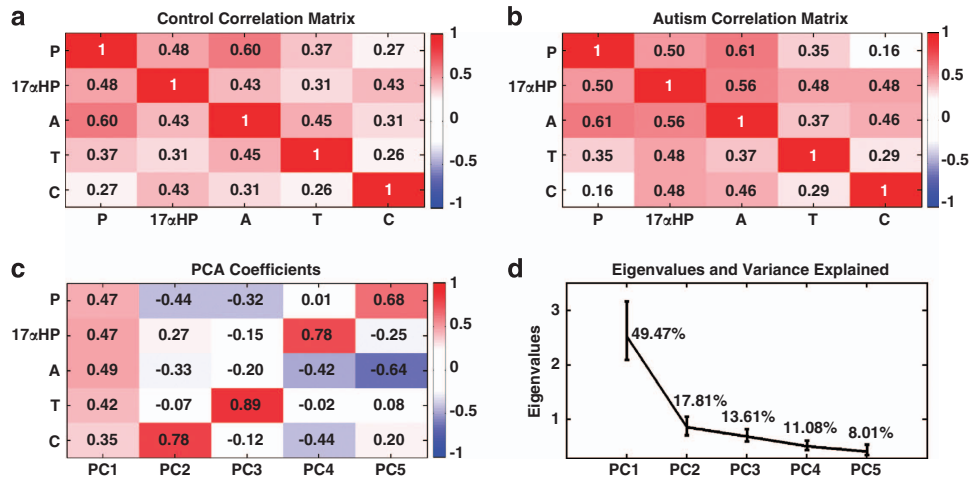 a
Control Correlation Matrix
P 1 0.48 0.60 0.37 0.27
17αHP 0.48 1 0.43 0.31 0.43
A 0.60 0.43 1 0.45 0.31
T 0.37 0.31 0.45 1 0.26
C 0.27 0.43 0.31 0.26 1
P 17αHP A T C
1
0.5
0
-0.5
-1
b
Autism Correlation Matrix
P 1 0.50 0.61 0.35 0.16
17αHP 0.50 1 0.56 0.48 0.48
A 0.61 0.56 1 0.37 0.46
T 0.35 0.48 0.37 1 0.29
C 0.16 0.48 0.46 0.29 1
P 17αHP A T C
1
0.5
0
-0.5
-1
c
PCA Coefficients
P 0.47 -0.44 -0.32 0.01 0.68
17αHP 0.47 0.27 -0.15 0.78 -0.25
A 0.49 -0.33 -0.20 -0.42 -0.64
T 0.42 -0.07 0.89 -0.02 0.08
C 0.35 0.78 -0.12 -0.44 0.20
PC1 PC2 PC3 PC4 PC5
1
0.5
0
-0.5
-1
d
Eigenvalues and Variance Explained
Eigenvalues
3
2
1
49.47%
17.81%
13.61%
11.08%
8.01%
PC1 PC2 PC3 PC4 PC5